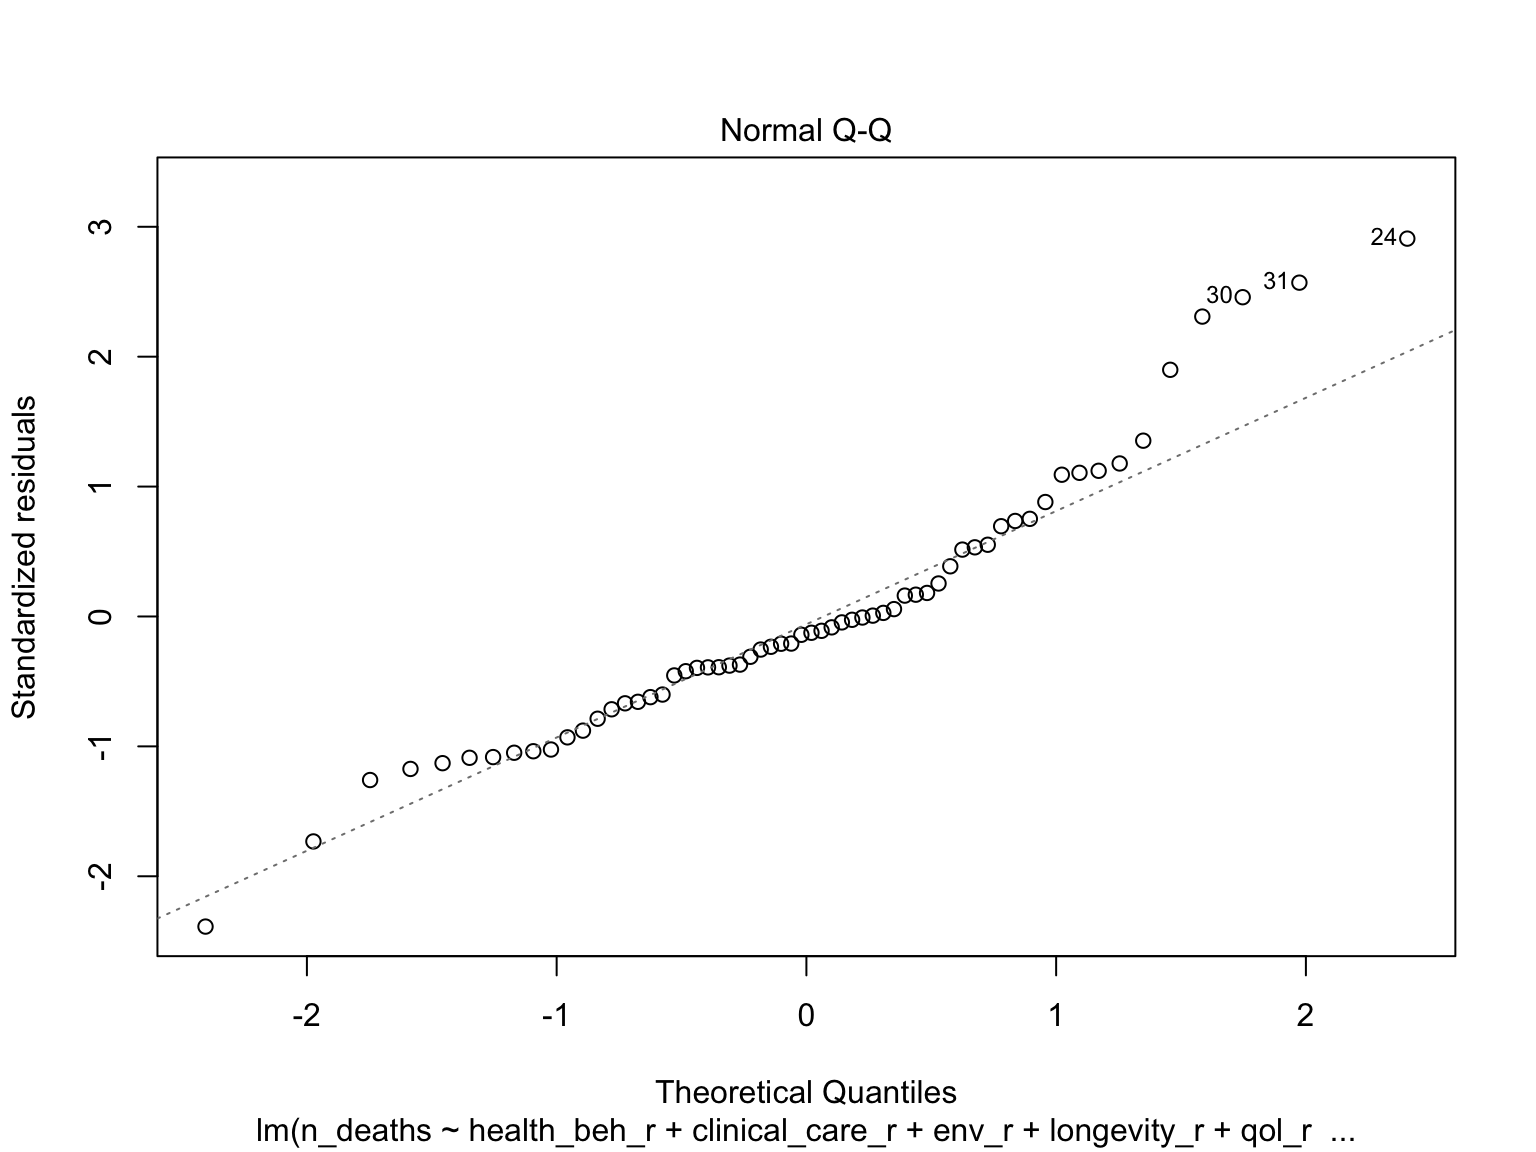 Normal Q-Q
Standardized residuals
3
2
1
0
-1
-2
24
31
30
-2 -1 0 1 2
Theoretical Quantiles
lm(n_deaths ~ health_beh_r + clinical_care_r + env_r + longevity_r + qol_r ...